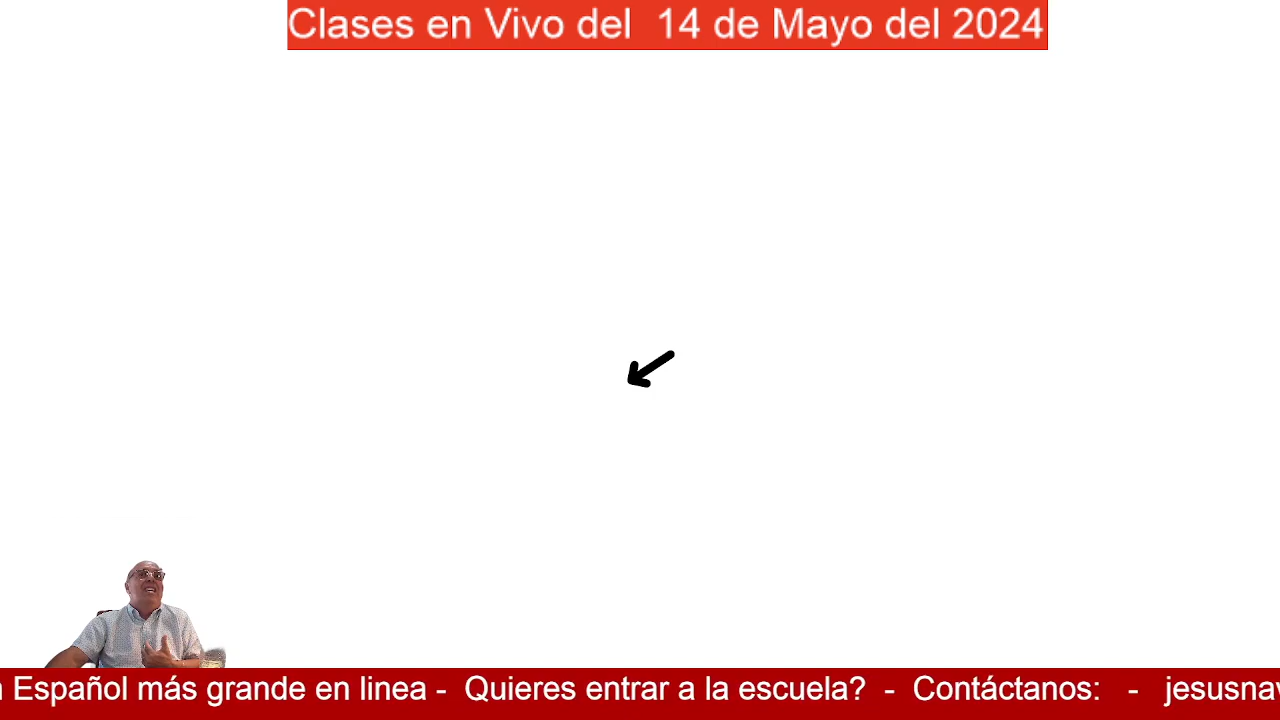 Clases en Vivo del 14 de Mayo del 2024
Español más grande en linea - Quieres entrar a la escuela? - Contáctanos: -